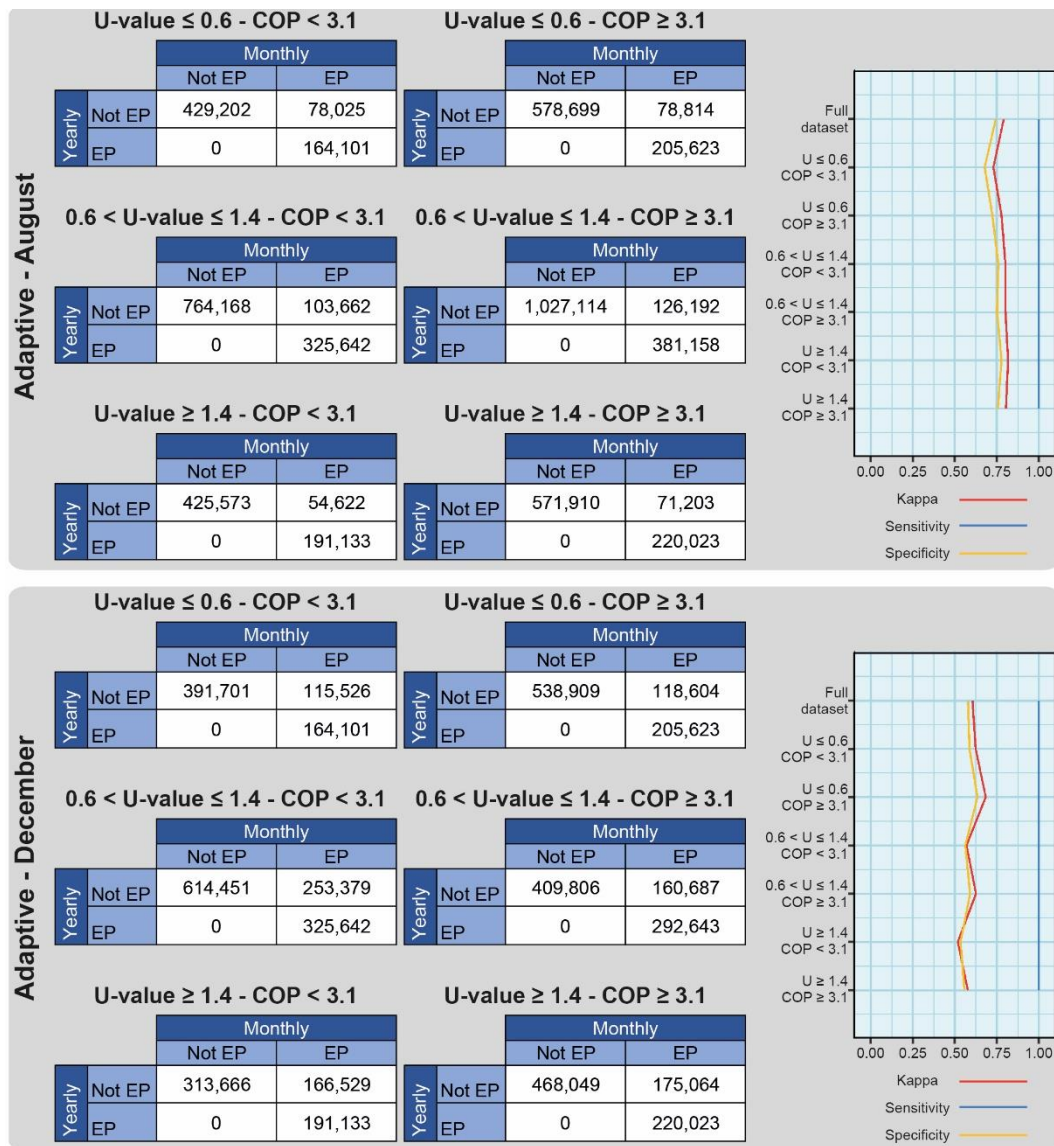 Adaptive - August
U-value ≤ 0.6 - COP < 3.1
Monthly
Not EP EP
Yearly
Not EP 429,202 78,025
EP 0 164,101
U-value ≤ 0.6 - COP ≥ 3.1
Monthly
Not EP EP
Yearly
Not EP 578,699 78,814
EP 0 205,623
0.6 < U-value ≤ 1.4 - COP < 3.1
Monthly
Not EP EP
Yearly
Not EP 764,168 103,662
EP 0 325,642
0.6 < U-value ≤ 1.4 - COP ≥ 3.1
Monthly
Not EP EP
Yearly
Not EP 1,027,114 126,192
EP 0 381,158
U-value ≥ 1.4 - COP < 3.1
Monthly
Not EP EP
Yearly
Not EP 425,573 54,622
EP 0 191,133
U-value ≥ 1.4 - COP ≥ 3.1
Monthly
Not EP EP
Yearly
Not EP 571,910 71,203
EP 0 220,023
Full
dataset
U ≤ 0.6
COP < 3.1
U ≤ 0.6
COP ≥ 3.1
0.6 < U ≤ 1.4
COP < 3.1
0.6 < U ≤ 1.4
COP ≥ 3.1
U ≥ 1.4
COP < 3.1
U ≥ 1.4
COP ≥ 3.1
0.00 0.25 0.50 0.75 1.00
Kappa
Sensitivity
Specificity
Adaptive - December
U-value ≤ 0.6 - COP < 3.1
Monthly
Not EP EP
Yearly
Not EP 391,701 115,526
EP 0 164,101
U-value ≤ 0.6 - COP ≥ 3.1
Monthly
Not EP EP
Yearly
Not EP 538,909 118,604
EP 0 205,623
0.6 < U-value ≤ 1.4 - COP < 3.1
Monthly
Not EP EP
Yearly
Not EP 614,451 253,379
EP 0 325,642
0.6 < U-value ≤ 1.4 - COP ≥ 3.1
Monthly
Not EP EP
Yearly
Not EP 409,806 160,687
EP 0 292,643
U-value ≥ 1.4 - COP < 3.1
Monthly
Not EP EP
Yearly
Not EP 313,666 166,529
EP 0 191,133
U-value ≥ 1.4 - COP ≥ 3.1
Monthly
Not EP EP
Yearly
Not EP 468,049 175,064
EP 0 220,023
Full
dataset
U ≤ 0.6
COP < 3.1
U ≤ 0.6
COP ≥ 3.1
0.6 < U ≤ 1.4
COP < 3.1
0.6 < U ≤ 1.4
COP ≥ 3.1
U ≥ 1.4
COP < 3.1
U ≥ 1.4
COP ≥ 3.1
0.00 0.25 0.50 0.75 1.00
Kappa
Sensitivity
Specificity